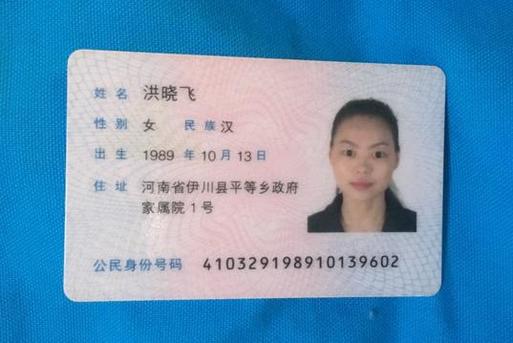 姓名 洪晓飞
性别 女 民族 汉
出生 1989 年 10 月 13 日
住址 河南省伊川县平等乡政府
家属院 1 号
公民身份号码 410329198910139602